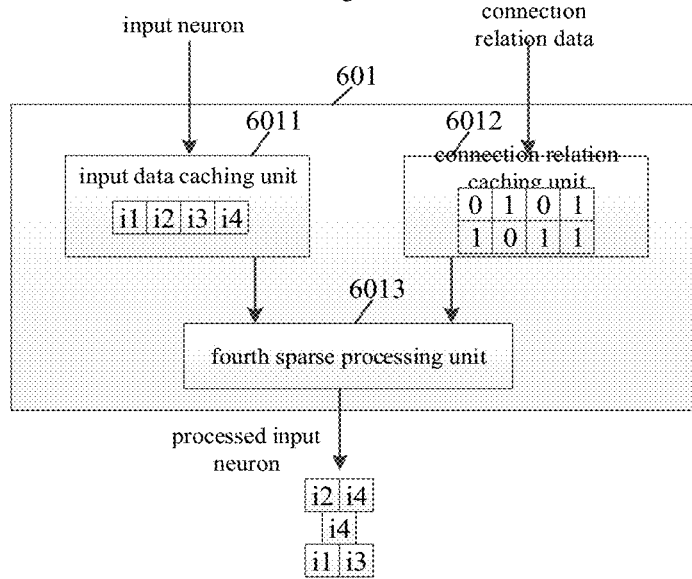 input neuron
connection
relation data
601
6011
6012
input data caching unit
i1 i2 i3 i4
connection relation
caching unit
0 1 0 1
1 0 1 1
6013
fourth sparse processing unit
processed input
neuron
i2 i4
i4
i1 i3